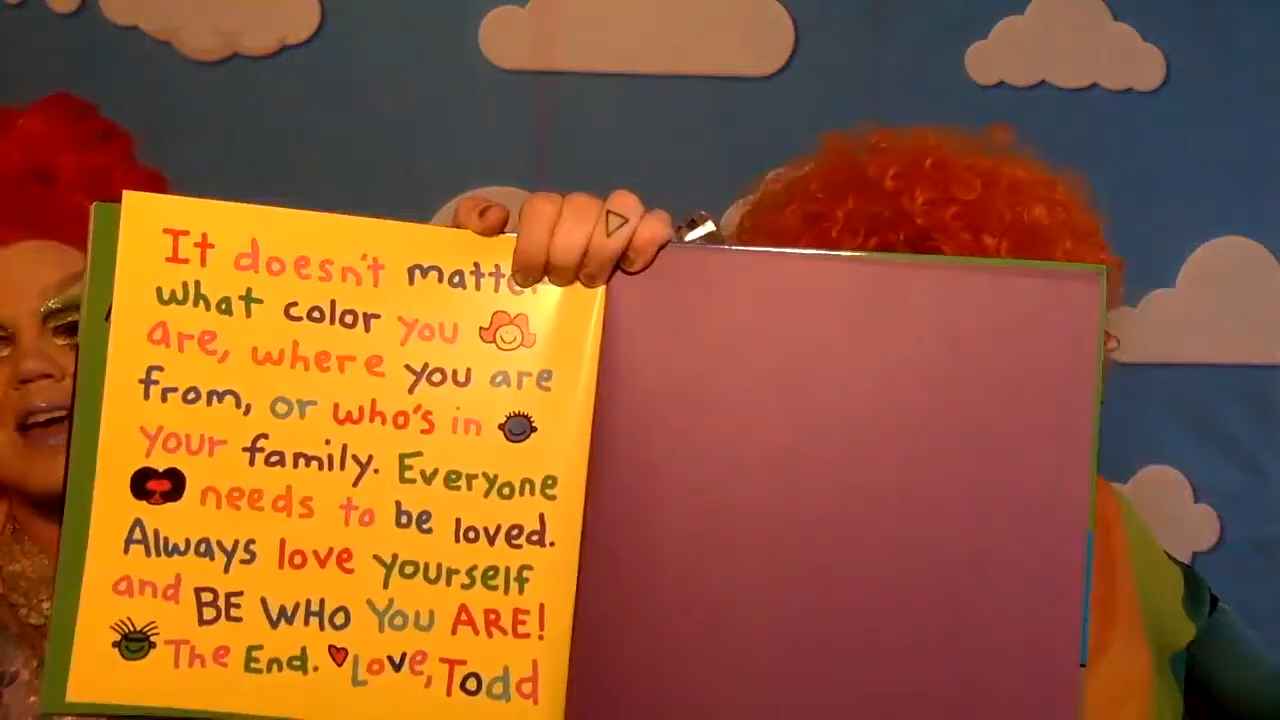 It doesn't matter
what color you
are, where you are
from, or who's in
your family. Everyone
needs to be loved.
Always love yourself
and BE WHO YOU ARE!
The End. Love, Todd